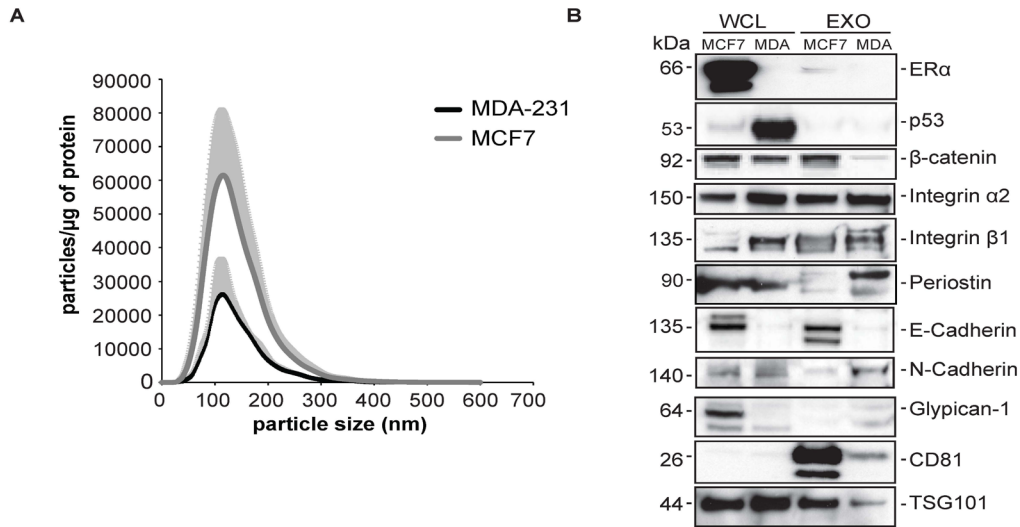 A
particles/µg of protein
90000
80000
70000
60000
50000
40000
30000
20000
10000
0
0 100 200 300 400 500 600 700
particle size (nm)
MDA-231
MCF7
B
WCL EXO
kDa MCF7 MDA MCF7 MDA
66- -ERα
53- -p53
92- -β-catenin
150- -Integrin α2
135- -Integrin β1
90- -Periostin
135- -E-Cadherin
140- -N-Cadherin
64- -Glypican-1
26- -CD81
44- -TSG101